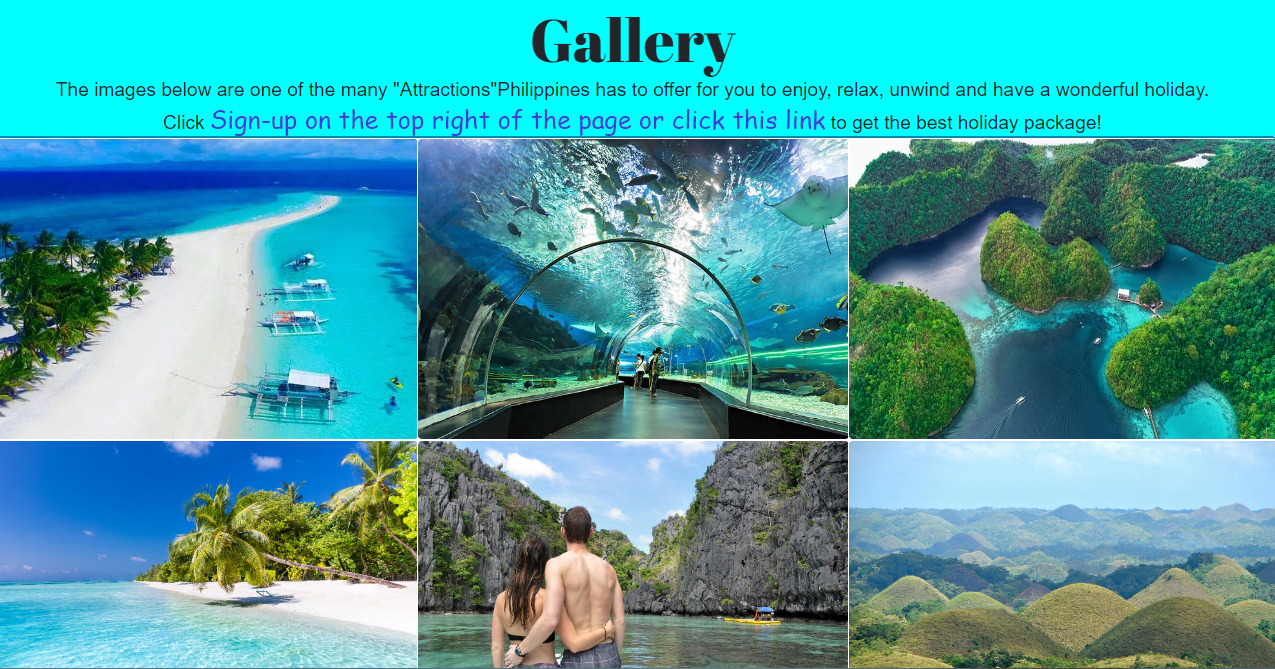 Gallery
The images below are one of the many "Attractions"Philippines has to offer for you to enjoy, relax, unwind and have a wonderful holiday.
Click Sign-up on the top right of the page or click this link to get the best holiday package!